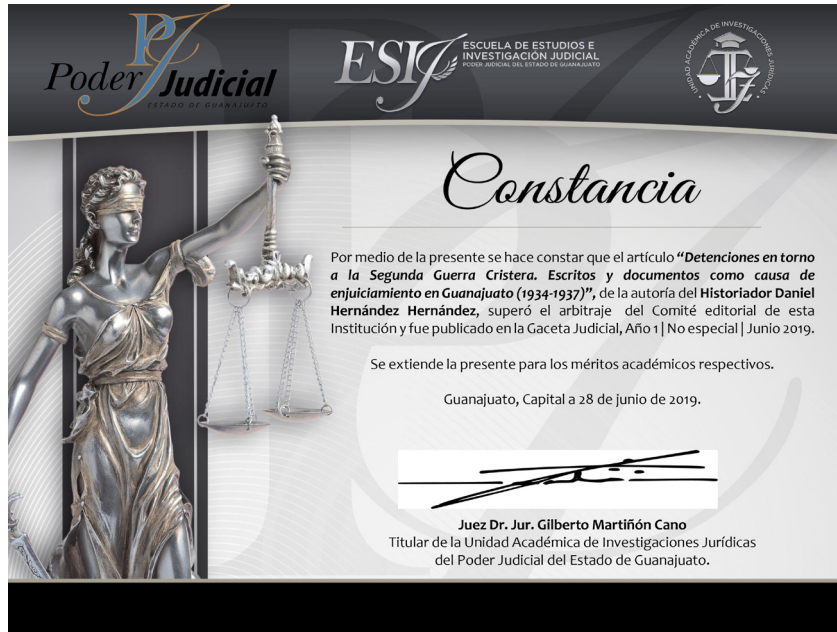 Poder Judicial
ESTADO DE GUANAJUATO
ESIJ
ESCUELA DE ESTUDIOS E
INVESTIGACIÓN JUDICIAL
PODER JUDICIAL DEL ESTADO DE GUANAJUATO
UNIDAD ACADÉMICA DE INVESTIGACIONES JURÍDICAS
Constancia
Por medio de la presente se hace constar que el artículo “Detenciones en torno
a la Segunda Guerra Cristera. Escritos y documentos como causa de
enjuiciamiento en Guanajuato (1934-1937)”, de la autoría del Historiador Daniel
Hernández Hernández, superó el arbitraje del Comité editorial de esta
Institución y fue publicado en la Gaceta Judicial, Año 1 | No especial | Junio 2019.
Se extiende la presente para los méritos académicos respectivos.
Guanajuato, Capital a 28 de junio de 2019.
Juez Dr. Jur. Gilberto Martiñón Cano
Titular de la Unidad Académica de Investigaciones Jurídicas
del Poder Judicial del Estado de Guanajuato.